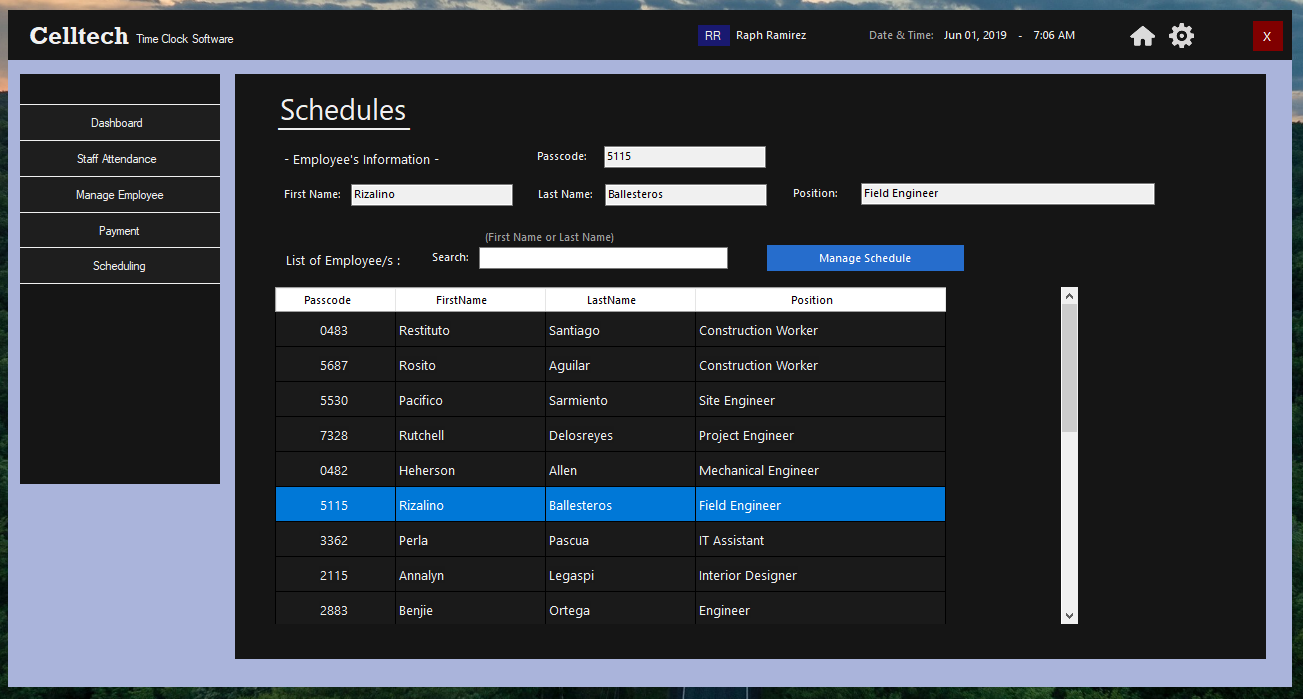 Celltech Time Clock Software RR Raph Ramirez Date & Time: Jun 01, 2019 - 7:06 AM X
Dashboard
Staff Attendance
Manage Employee
Payment
Scheduling
Schedules
- Employee's Information - Passcode: 5115
First Name: Rizalino Last Name: Ballesteros Position: Field Engineer
(First Name or Last Name)
List of Employee/s : Search: Manage Schedule
Passcode FirstName LastName Position
0483 Restituto Santiago Construction Worker
5687 Rosito Aguilar Construction Worker
5530 Pacifico Sarmiento Site Engineer
7328 Rutchell Delosreyes Project Engineer
0482 Heherson Allen Mechanical Engineer
5115 Rizalino Ballesteros Field Engineer
3362 Perla Pascua IT Assistant
2115 Annalyn Legaspi Interior Designer
2883 Benjie Ortega Engineer